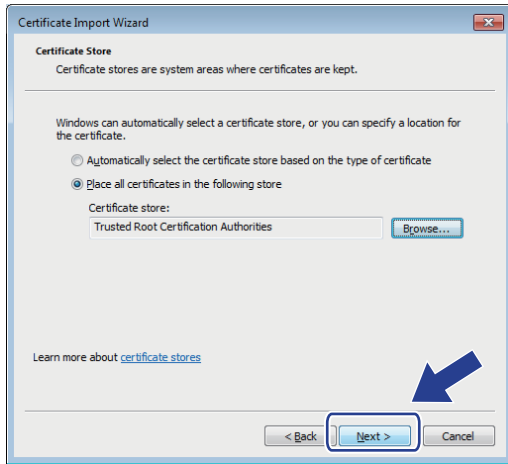 Certificate Import Wizard
Certificate Store
Certificate stores are system areas where certificates are kept.
Windows can automatically select a certificate store, or you can specify a location for
the certificate.
Automatically select the certificate store based on the type of certificate
Place all certificates in the following store
Certificate store:
Trusted Root Certification Authorities
Browse...
Learn more about certificate stores
< Back
Next >
Cancel